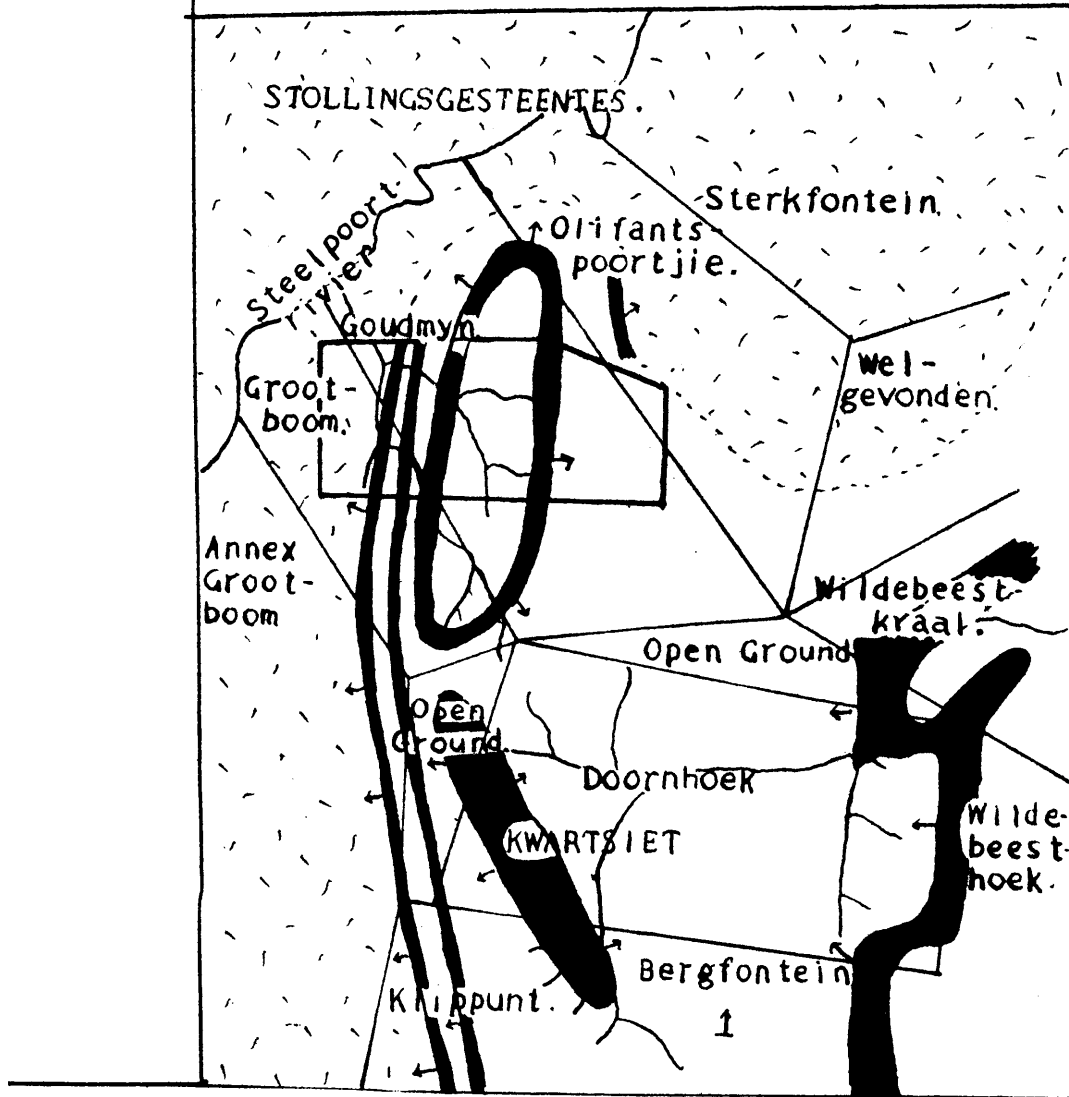 STOLLINGSGESTEENTES.
Sterkfontein.
Olifants-
poortjie.
Steelpoort-
rivier
Goudmyn.
Groot-
boom.
Wel-
gevonden.
Annex
Groot-
boom
Wildebeest-
kraal.
Open Ground
Open
Ground.
Doornhoek
KWARTSIET
Wilde-
beest-
hoek.
Bergfontein
Klippunt.
1